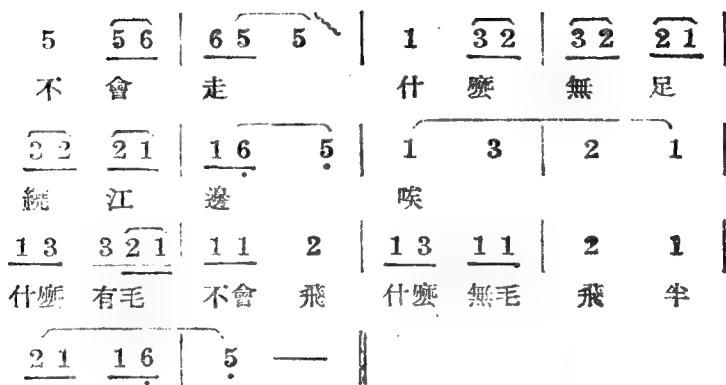 5 5 6 | 6 5 5 | 1 3 2 | 3 2 2 1 |
不 會 走 什 麼 無 足
3 2 2 1 | 1 6 5 | 1 3 | 2 1 |
繞 江 邊 唉
1 3 3 2 1 | 1 1 2 | 1 3 1 1 | 2 1 |
什麼 有毛 不會 飛 什麼 無毛 飛 半
2 1 1 6 | 5 — ‖